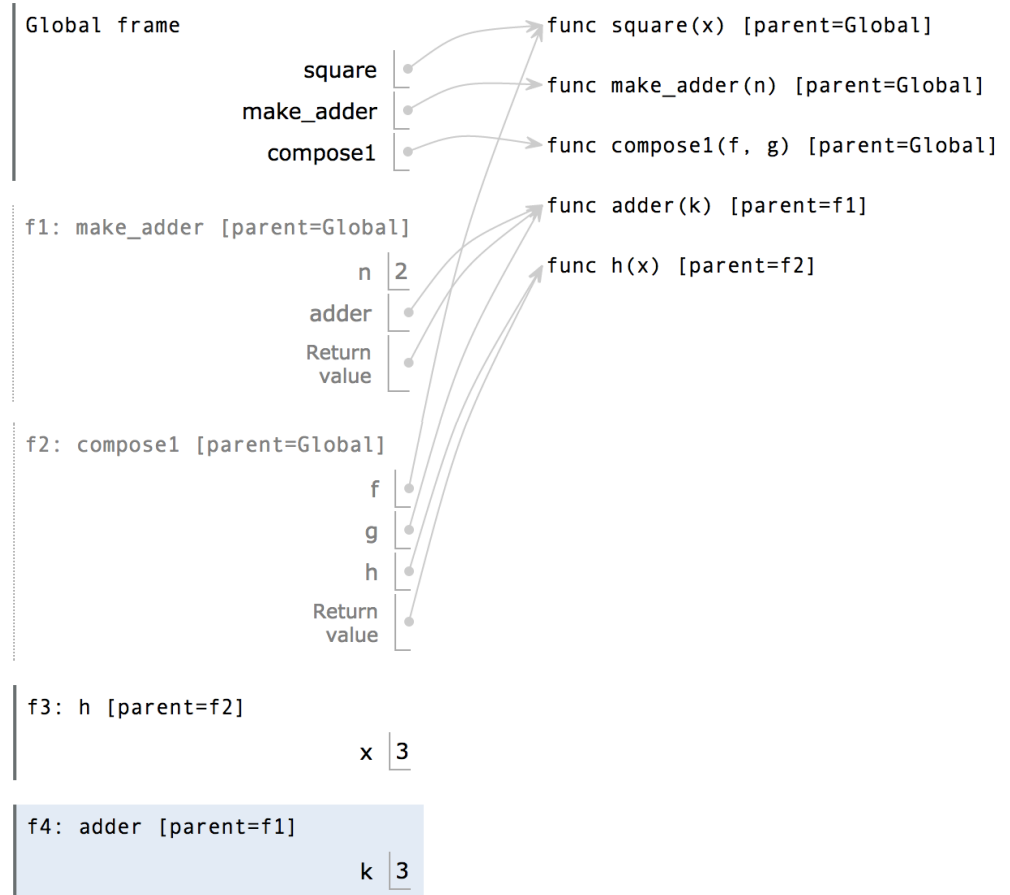 Global frame
square
make_adder
compose1
func square(x) [parent=Global]
func make_adder(n) [parent=Global]
func compose1(f, g) [parent=Global]
func adder(k) [parent=f1]
func h(x) [parent=f2]
f1: make_adder [parent=Global]
n 2
adder
Return
value
f2: compose1 [parent=Global]
f
g
h
Return
value
f3: h [parent=f2]
x 3
f4: adder [parent=f1]
k 3